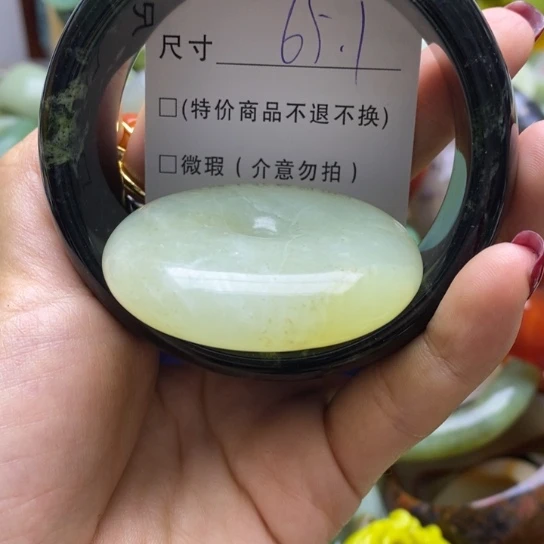 尺寸 65.1
□(特价商品不退不换)
□微瑕(介意勿拍)